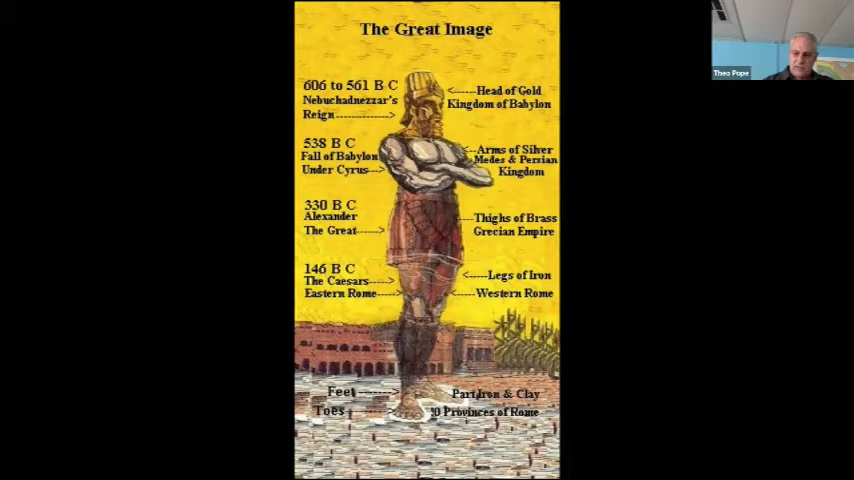 The Great Image
606 to 561 B C
Nebuchadnezzar's
Reign--------------->
<-----Head of Gold
Kingdom of Babylon
538 B C
Fall of Babylon
Under Cyrus--->
<--Arms of Silver
Medes & Persian
Kingdom
330 B C
Alexander
The Great----->
----Thighs of Brass
Grecian Empire
146 B C
The Caesars---->
Eastern Rome---->
<-----Legs of Iron
<-----Western Rome
Feet -------->
Part Iron & Clay
Toes -------->
10 Provinces of Rome
Theo Pope